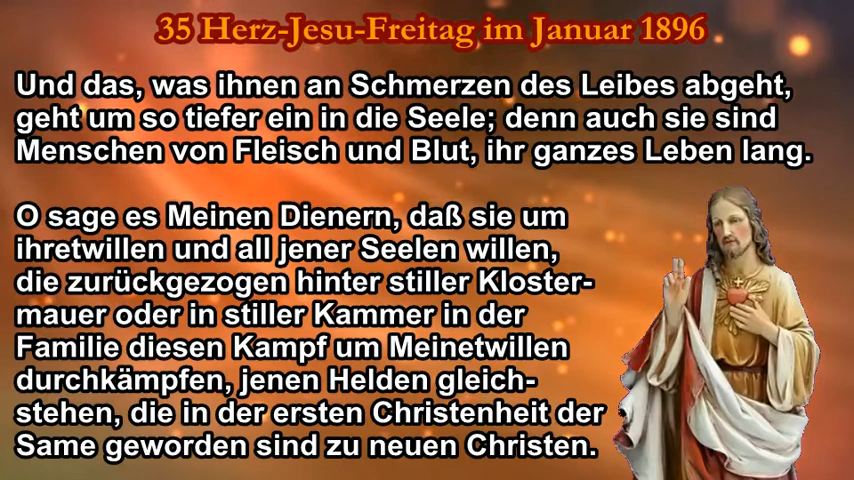 35 Herz-Jesu-Freitag im Januar 1896
Und das, was ihnen an Schmerzen des Leibes abgeht,
geht um so tiefer ein in die Seele; denn auch sie sind
Menschen von Fleisch und Blut, ihr ganzes Leben lang.
O sage es Meinen Dienern, daß sie um
ihretwillen und all jener Seelen willen,
die zurückgezogen hinter stiller Kloster-
mauer oder in stiller Kammer in der
Familie diesen Kampf um Meinetwillen
durchkämpfen, jenen Helden gleich-
stehen, die in der ersten Christenheit der
Same geworden sind zu neuen Christen.